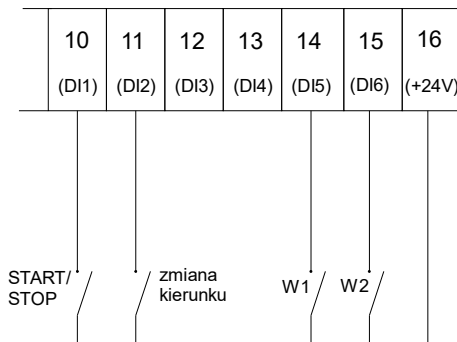 10 11 12 13 14 15 16
(DI1) (DI2) (DI3) (DI4) (DI5) (DI6) (+24V)
START/
STOP
zmiana
kierunku
W1 W2